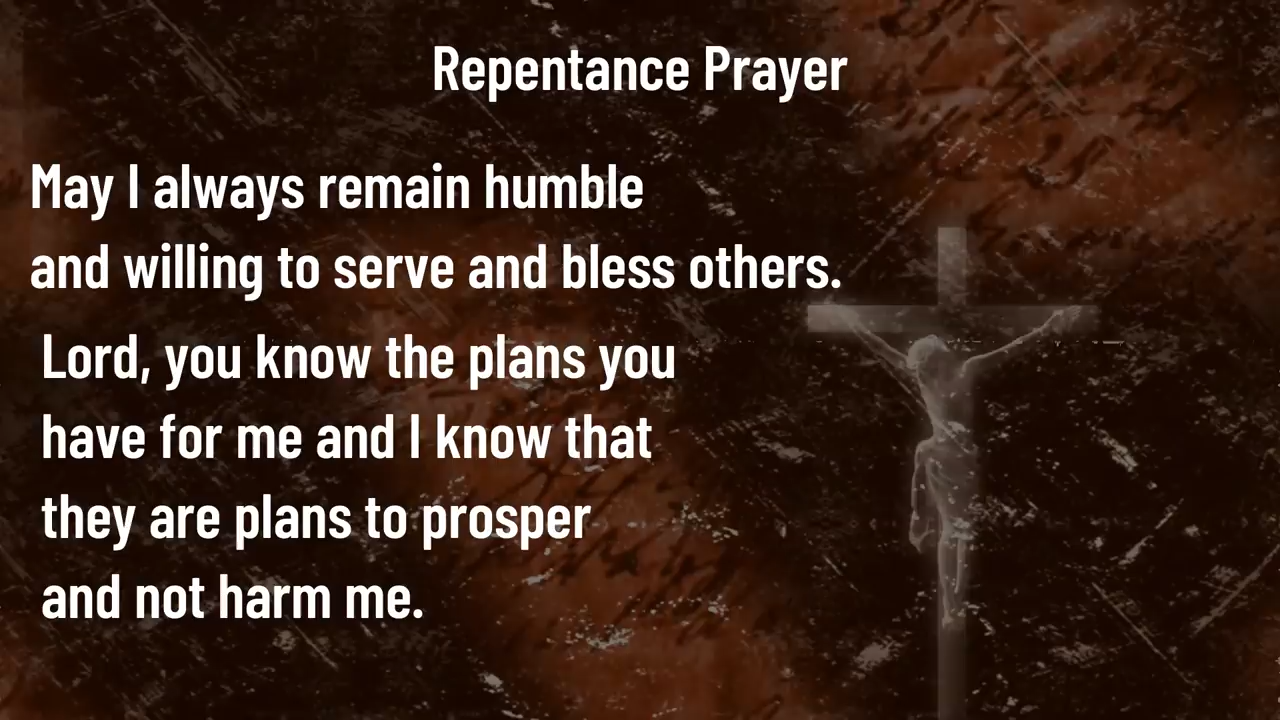 Repentance Prayer
May I always remain humble
and willing to serve and bless others.
Lord, you know the plans you
have for me and I know that
they are plans to prosper
and not harm me.